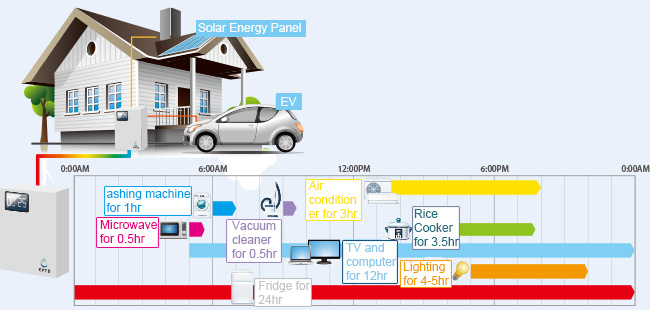 Solar Energy Panel
EV
0:00AM
6:00AM
12:00PM
6:00PM
0:00AM
ashing machine
for 1hr
Air
condition
er for 3hr
Microwave
for 0.5hr
Vacuum
cleaner
for 0.5hr
Rice
Cooker
for 3.5hr
TV and
computer
for 12hr
Lighting
for 4-5hr
Fridge for
24hr